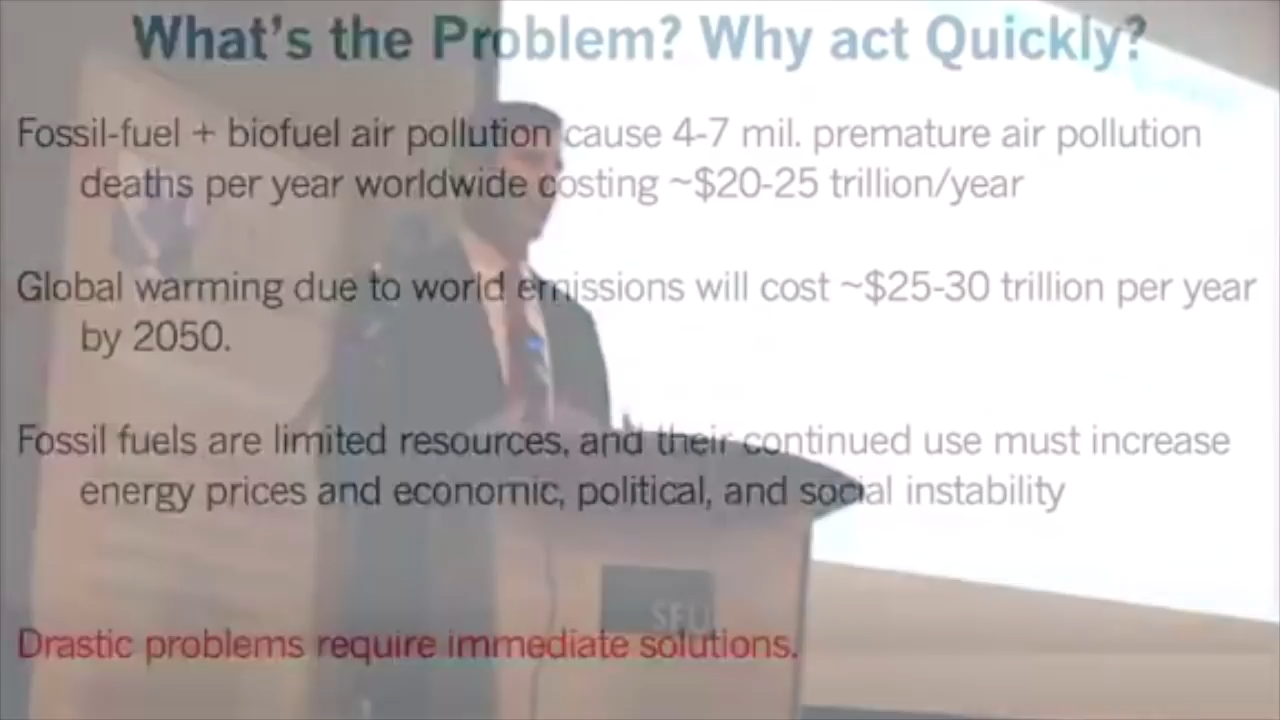 What's the Problem? Why act Quickly?
Fossil-fuel + biofuel air pollution cause 4-7 mil. premature air pollution
deaths per year worldwide costing ~$20-25 trillion/year
Global warming due to world emissions will cost ~$25-30 trillion per year
by 2050.
Fossil fuels are limited resources, and their continued use must increase
energy prices and economic, political, and social instability
SFU
Drastic problems require immediate solutions.